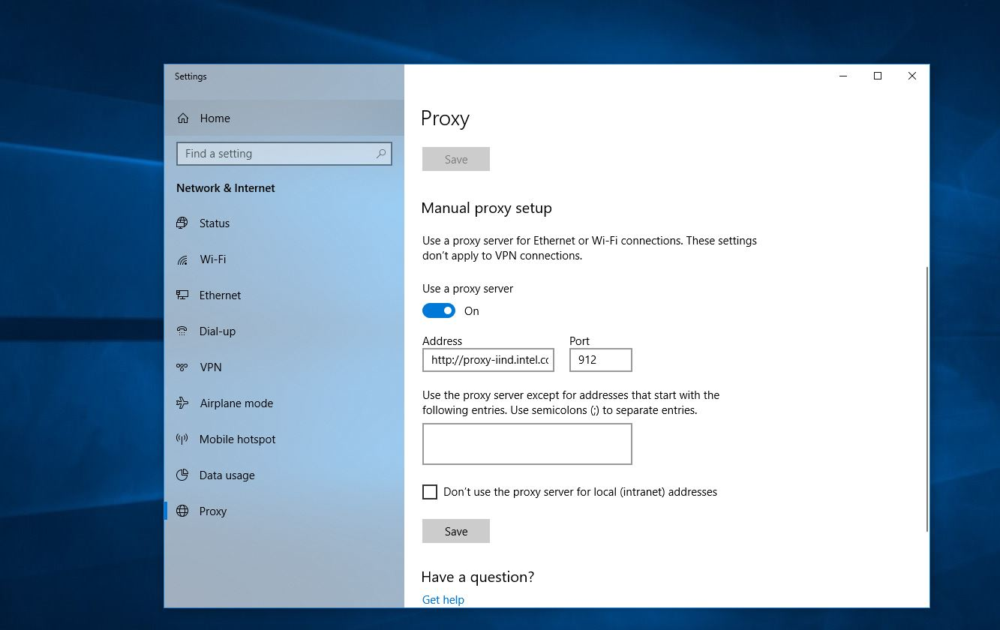 Settings
Home
Find a setting
Network & Internet
Status
Wi-Fi
Ethernet
Dial-up
VPN
Airplane mode
Mobile hotspot
Data usage
Proxy
Proxy
Save
Manual proxy setup
Use a proxy server for Ethernet or Wi-Fi connections. These settings
don't apply to VPN connections.
Use a proxy server
On
Address Port
http://proxy-iind.intel.co 912
Use the proxy server except for addresses that start with the
following entries. Use semicolons (;) to separate entries.
Don't use the proxy server for local (intranet) addresses
Save
Have a question?
Get help